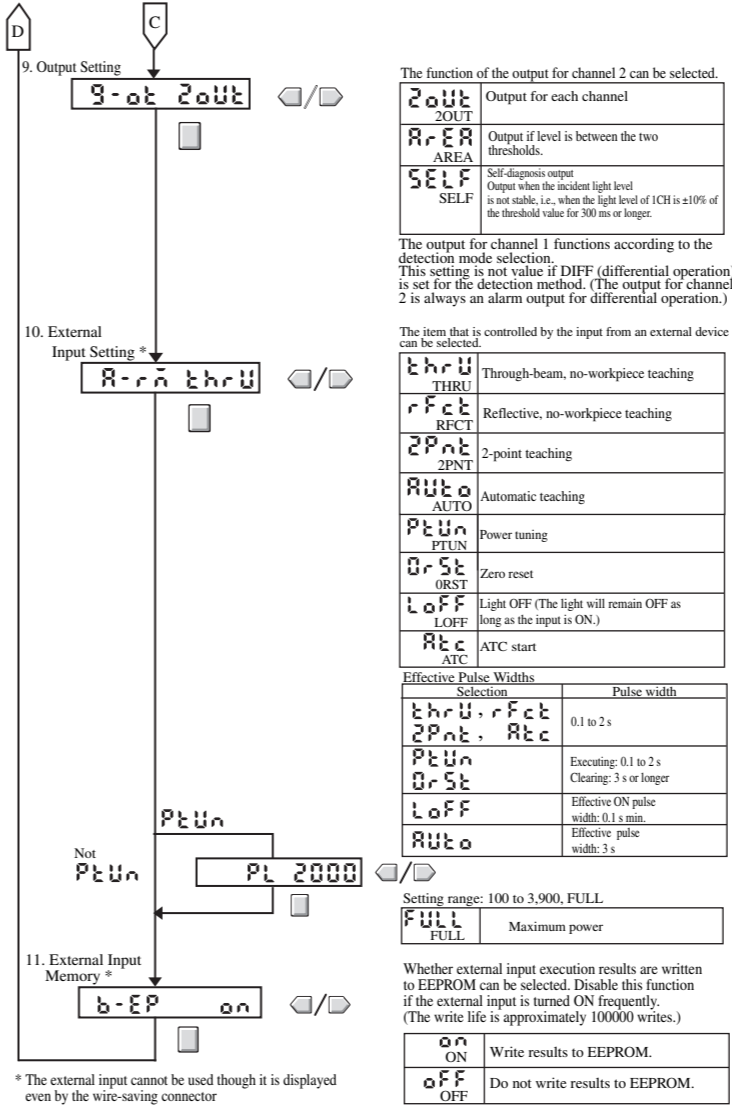 D
C
9. Output Setting
9-ot 2oUt
/
The function of the output for channel 2 can be selected.
2oUt
2OUT
Output for each channel
ArEA
AREA
Output if level is between the two
thresholds.
SELF
SELF
Self-diagnosis output
Output when the incident light level
is not stable, i.e., when the light level of 1CH is ±10% of
the threshold value for 300 ms or longer.
The output for channel 1 functions according to the
detection mode selection.
This setting is not value if DIFF (differential operation)
is set for the detection method. (The output for channel
2 is always an alarm output for differential operation.)
10. External
Input Setting *
A-rm thrU
/
The item that is controlled by the input from an external device
can be selected.
thrU
THRU
Through-beam, no-workpiece teaching
rFct
RFCT
Reflective, no-workpiece teaching
2Pnt
2PNT
2-point teaching
AUto
AUTO
Automatic teaching
PtUn
PTUN
Power tuning
0rSt
0RST
Zero reset
LoFF
LOFF
Light OFF (The light will remain OFF as
long as the input is ON.)
Atc
ATC
ATC start
Effective Pulse Widths
Selection
Pulse width
thrU, rFct
2Pnt, Atc
0.1 to 2 s
PtUn
0rSt
Executing: 0.1 to 2 s
Clearing: 3 s or longer
LoFF
Effective ON pulse
width: 0.1 s min.
AUto
Effective pulse
width: 3 s
PtUn
Not
PtUn
PL 2000
/
Setting range: 100 to 3,900, FULL
FULL
FULL
Maximum power
11. External Input
Memory *
b-EP on
/
Whether external input execution results are written
to EEPROM can be selected. Disable this function
if the external input is turned ON frequently.
(The write life is approximately 100000 writes.)
on
ON
Write results to EEPROM.
oFF
OFF
Do not write results to EEPROM.
* The external input cannot be used though it is displayed
even by the wire-saving connector